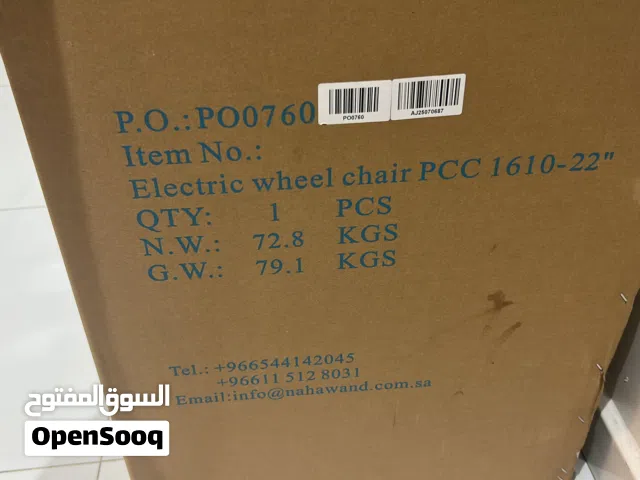 P.O.:PO0760
PO0760
AJ25070687
Item No.:
Electric wheel chair PCC 1610-22"
QTY: 1 PCS
N.W.: 72.8 KGS
G.W.: 79.1 KGS
Tel.: +966544142045
+96611 512 8031
Email:info@nahawand.com.sa
السوق المفتوح
OpenSooq